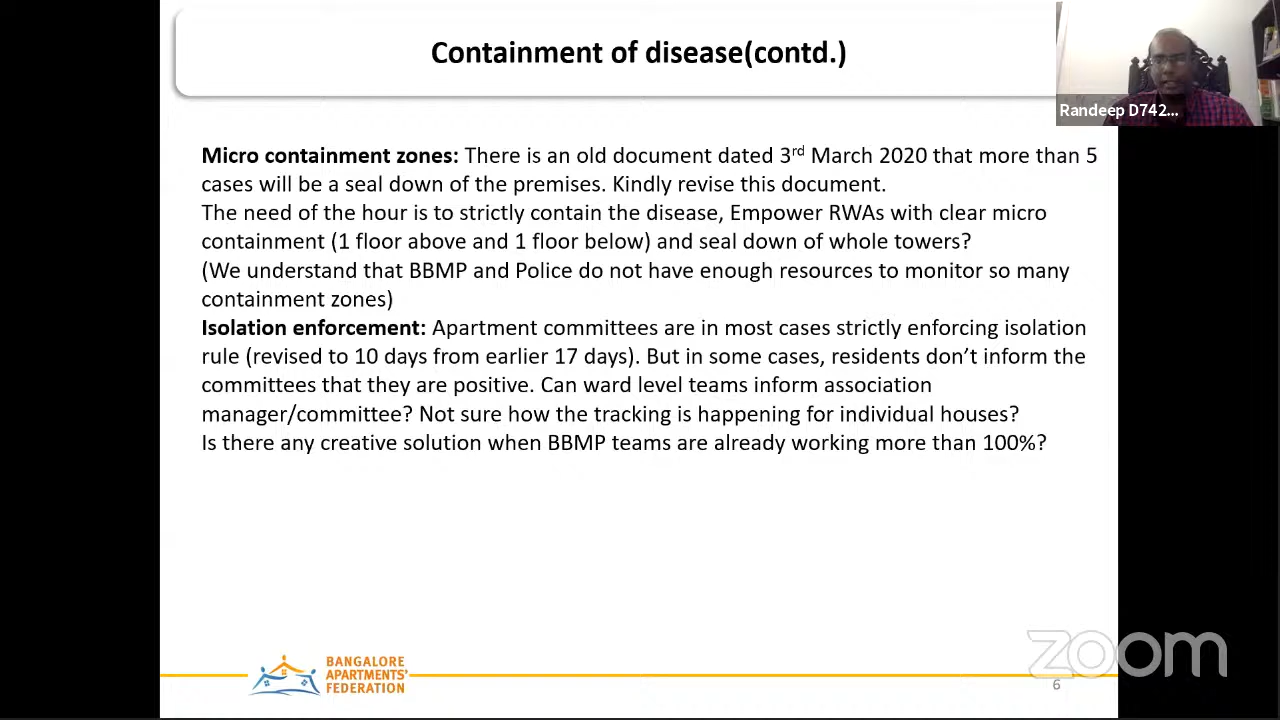 Containment of disease(contd.)
Randeep D742...
Micro containment zones: There is an old document dated 3rd March 2020 that more than 5
cases will be a seal down of the premises. Kindly revise this document.
The need of the hour is to strictly contain the disease, Empower RWAs with clear micro
containment (1 floor above and 1 floor below) and seal down of whole towers?
(We understand that BBMP and Police do not have enough resources to monitor so many
containment zones)
Isolation enforcement: Apartment committees are in most cases strictly enforcing isolation
rule (revised to 10 days from earlier 17 days). But in some cases, residents don’t inform the
committees that they are positive. Can ward level teams inform association
manager/committee? Not sure how the tracking is happening for individual houses?
Is there any creative solution when BBMP teams are already working more than 100%?
BANGALORE
APARTMENTS'
FEDERATION
zoom
6